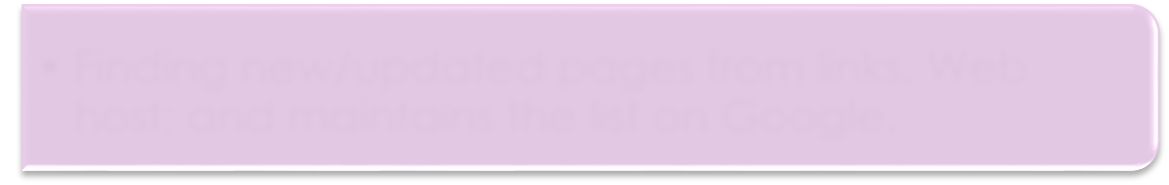 • Finding new/updated pages from links. Web
host; and maintains the list on Google.